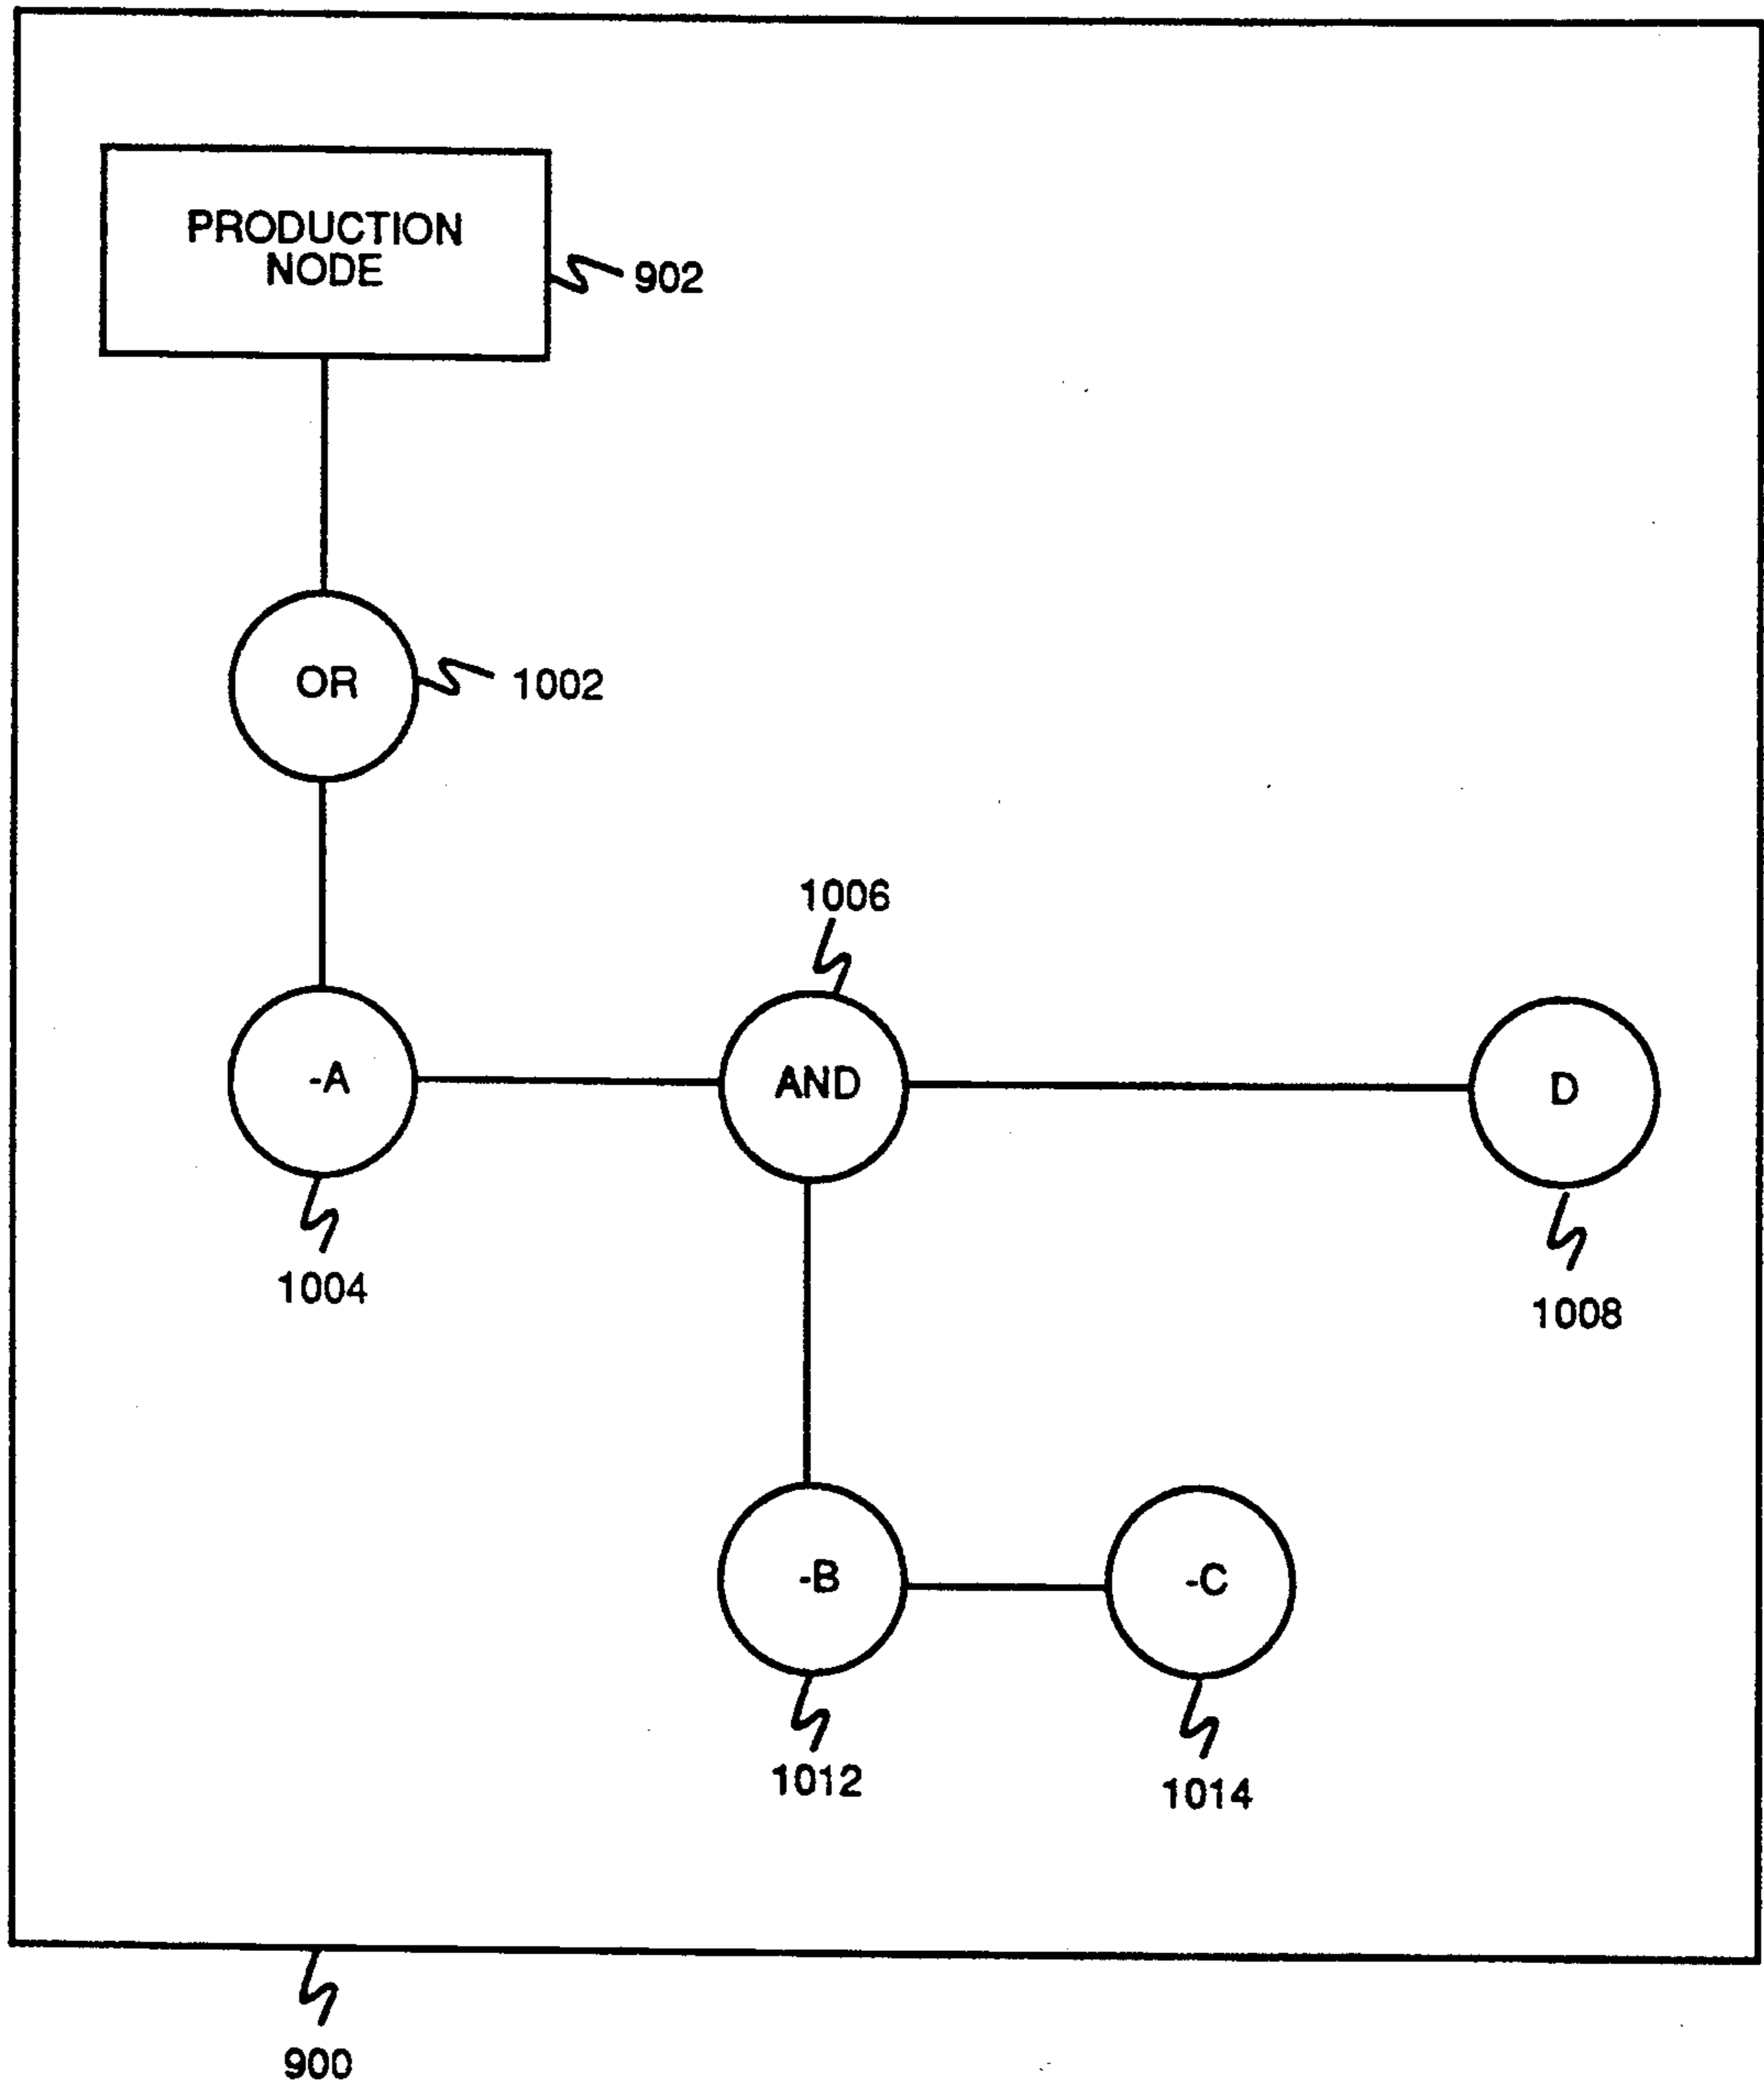 PRODUCTION
NODE
902
OR
1002
1006
-A
AND
D
1004
1008
-B
-C
1012
1014
900